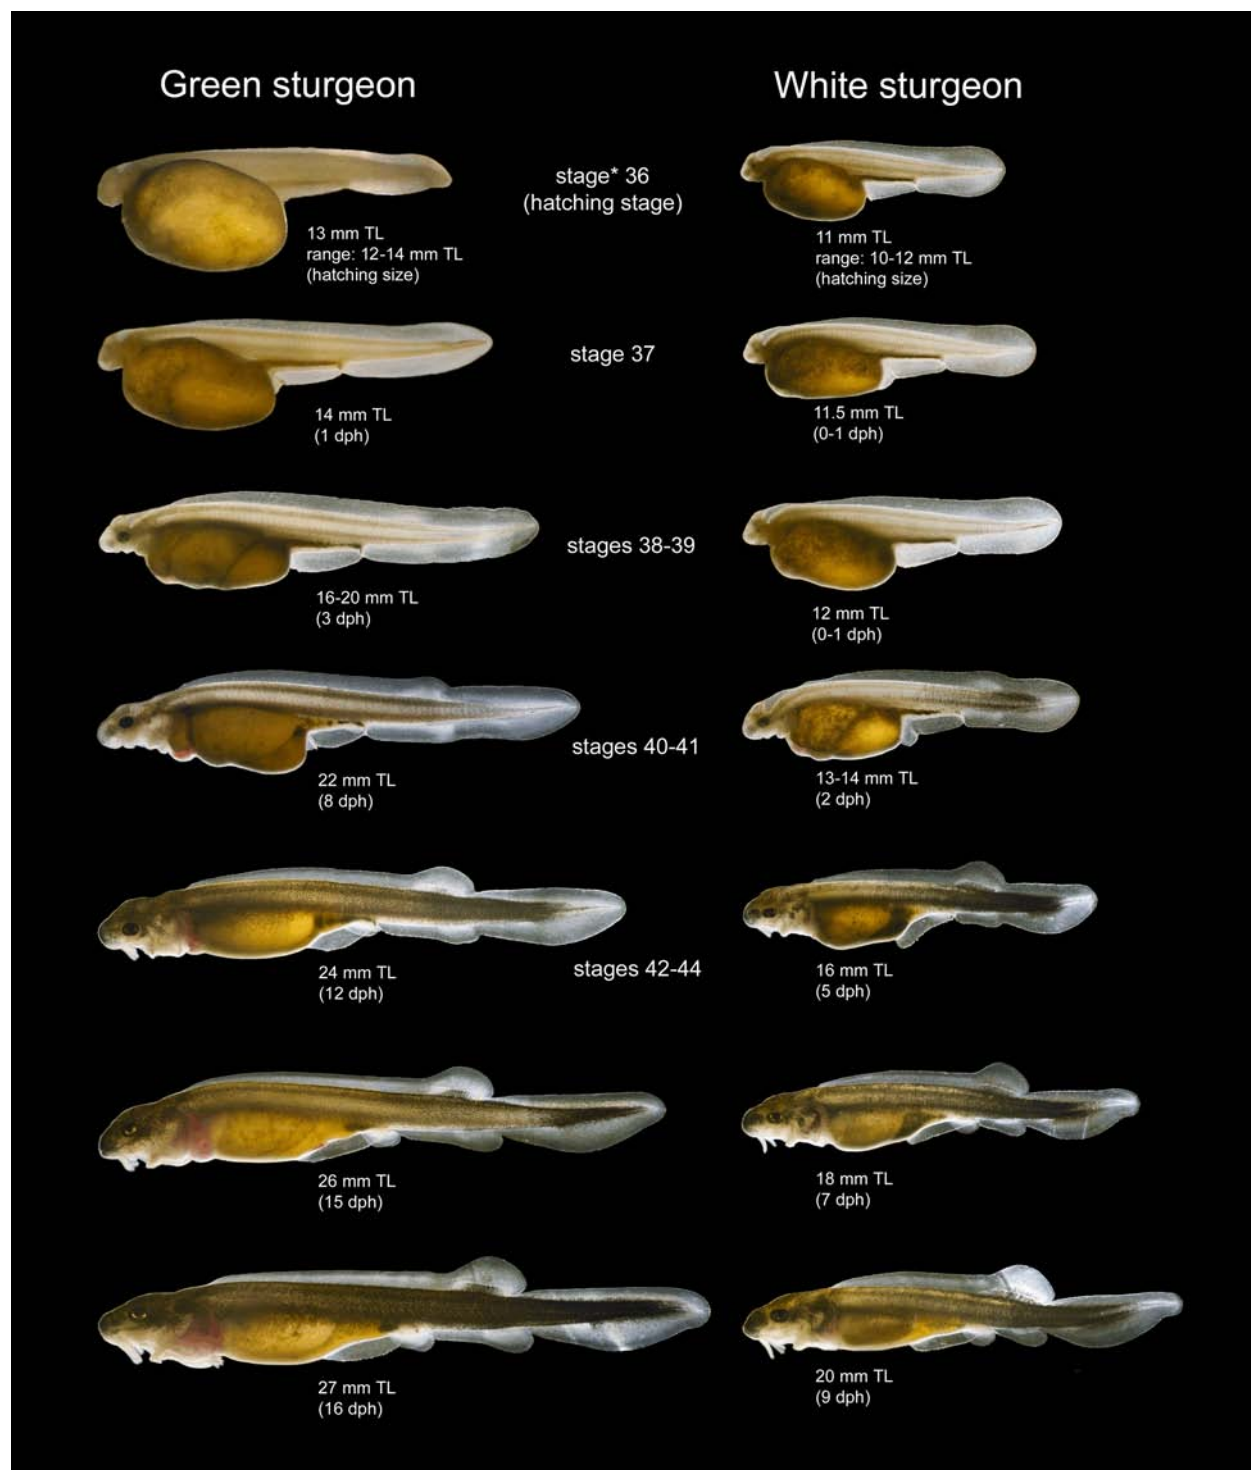 Green sturgeon
White sturgeon
stage* 36
(hatching stage)
13 mm TL
range: 12-14 mm TL
(hatching size)
11 mm TL
range: 10-12 mm TL
(hatching size)
stage 37
14 mm TL
(1 dph)
11.5 mm TL
(0-1 dph)
stages 38-39
16-20 mm TL
(3 dph)
12 mm TL
(0-1 dph)
stages 40-41
22 mm TL
(8 dph)
13-14 mm TL
(2 dph)
24 mm TL
(12 dph)
stages 42-44
16 mm TL
(5 dph)
26 mm TL
(15 dph)
18 mm TL
(7 dph)
27 mm TL
(16 dph)
20 mm TL
(9 dph)